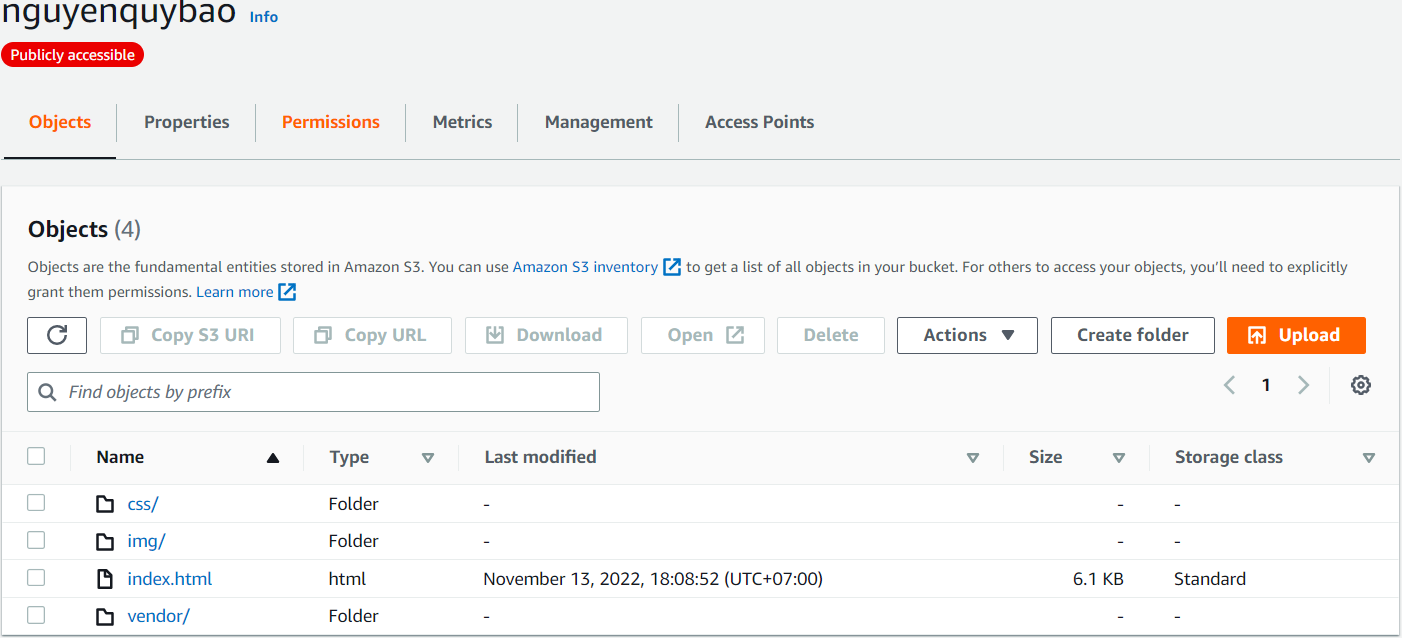 nguyenquybao Info
Publicly accessible
Objects Properties Permissions Metrics Management Access Points
Objects (4)
Objects are the fundamental entities stored in Amazon S3. You can use Amazon S3 inventory to get a list of all objects in your bucket. For others to access your objects, you'll need to explicitly
grant them permissions. Learn more
Copy S3 URI Copy URL Download Open Delete Actions Create folder Upload
Find objects by prefix 1
Name Type Last modified Size Storage class
css/ Folder - - -
img/ Folder - - -
index.html html November 13, 2022, 18:08:52 (UTC+07:00) 6.1 KB Standard
vendor/ Folder - - -